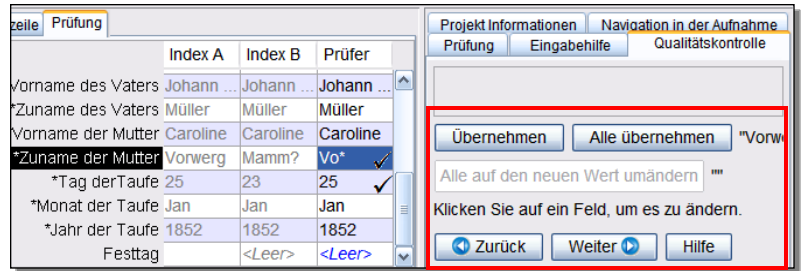 zeile Prüfung
Projekt Informationen Navigation in der Aufnahme
Prüfung Eingabehilfe Qualitätskontrolle
Index A Index B Prüfer
Vorname des Vaters Johann ... Johann ... Johann ...
*Zuname des Vaters Müller Müller Müller
Vorname der Mutter Caroline Caroline Caroline
*Zuname der Mutter Vorwerg Mamm? Vo*
*Tag derTaufe 25 23 25
*Monat der Taufe Jan Jan Jan
*Jahr der Taufe 1852 1852 1852
Festtag <Leer> <Leer>
Übernehmen Alle übernehmen "Vorwe
Alle auf den neuen Wert umändern ""
Klicken Sie auf ein Feld, um es zu ändern.
Zurück Weiter Hilfe